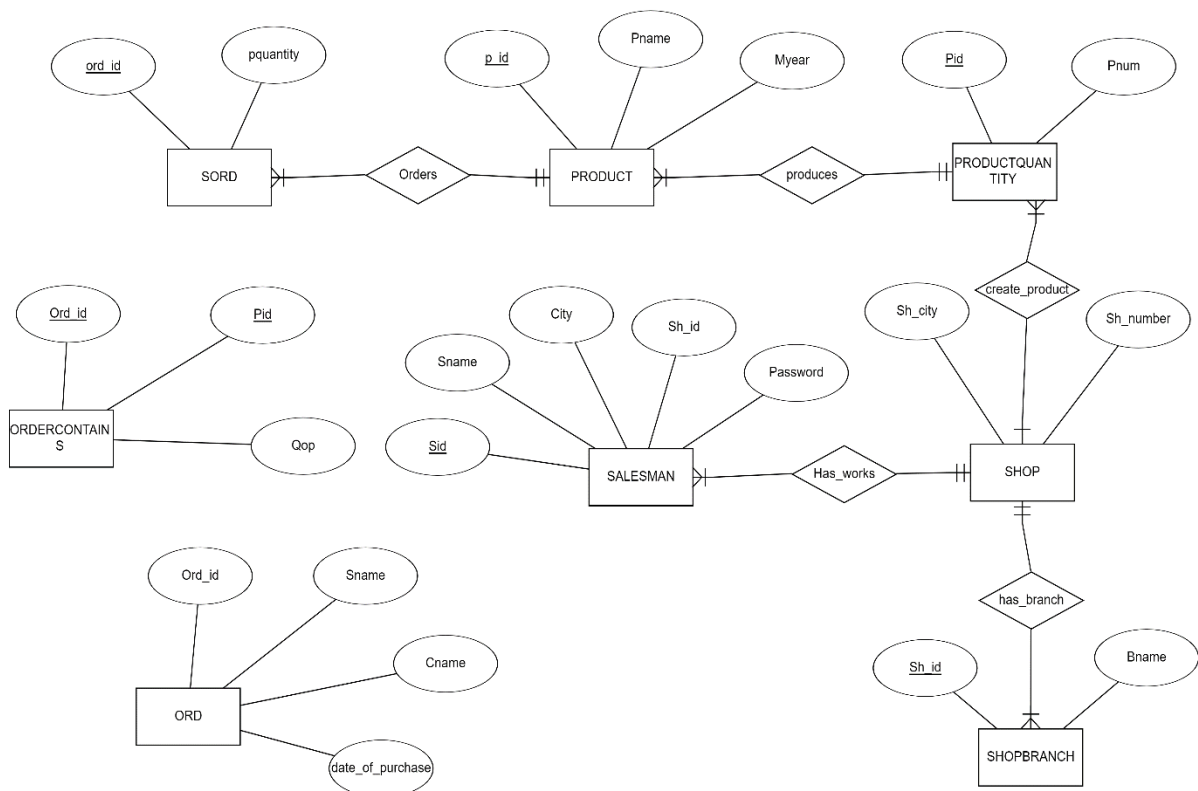 ord_id
pquantity
p_id
Pname
Myear
Pid
Pnum
SORD
Orders
PRODUCT
produces
PRODUCTQUAN
TITY
create_product
Ord_id
Pid
Qop
ORDERCONTAIN
S
Sname
City
Sh_id
Password
Sid
SALESMAN
Has_works
Sh_city
Sh_number
SHOP
has_branch
Sh_id
Bname
SHOPBRANCH
Ord_id
Sname
Cname
date_of_purchase
ORD